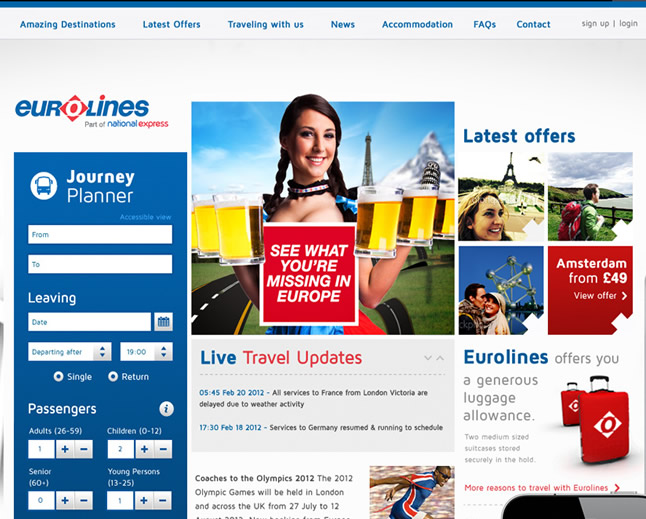 Amazing Destinations
Latest Offers
Traveling with us
News
Accommodation
FAQs
Contact
sign up | login
eurolines
Part of national express
Journey
Planner
Accessible view
From
To
Leaving
Date
Departing after
19:00
Single
Return
Passengers
i
Adults (26-59)
Children (0-12)
1 + −
2 + −
Senior
(60+)
Young Persons
(13-25)
0 + −
1 + −
SEE WHAT
YOU'RE
MISSING IN
EUROPE
Live Travel Updates
05:45 Feb 20 2012 - All services to France from London Victoria are
delayed due to weather activity
17:30 Feb 18 2012 - Services to Germany resumed & running to schedule
Coaches to the Olympics 2012 The 2012
Olympic Games will be held in London
and across the UK from 27 July to 12
Latest offers
Amsterdam
from £49
View offer
Eurolines offers you
a generous
luggage
allowance.
Two medium sized
suitcases stored
securely in the hold.
More reasons to travel with Eurolines